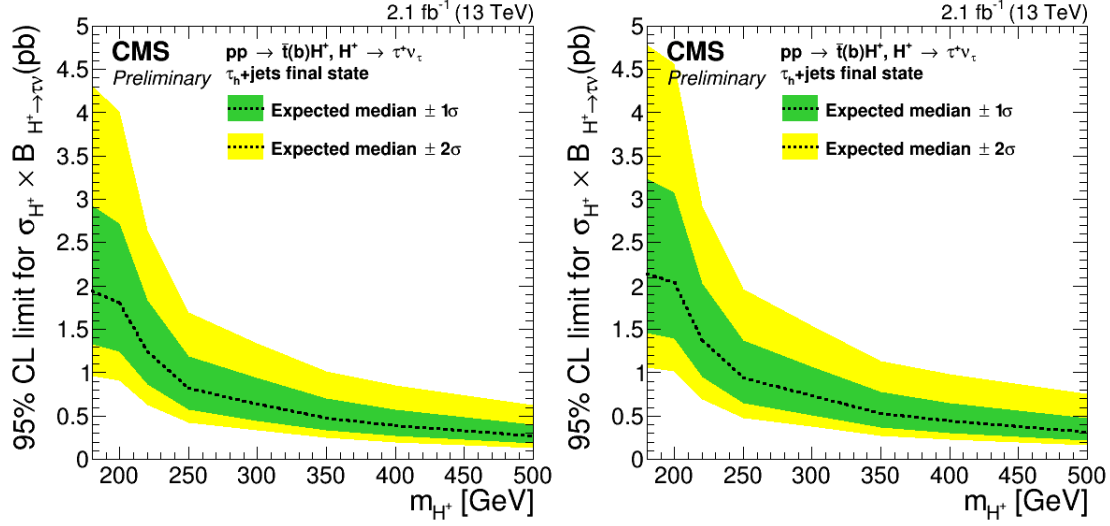 2.1 fb⁻¹ (13 TeV)
CMS
Preliminary
pp → t̄(b)H⁺, H⁺ → τ⁺ν_τ
τ_h+jets final state
Expected median ± 1σ
Expected median ± 2σ
95% CL limit for σ_H⁺ × B_H⁺→τν (pb)
5
4.5
4
3.5
3
2.5
2
1.5
1
0.5
0
200 250 300 350 400 450 500
m_H⁺ [GeV]
2.1 fb⁻¹ (13 TeV)
CMS
Preliminary
pp → t̄(b)H⁺, H⁺ → τ⁺ν_τ
τ_h+jets final state
Expected median ± 1σ
Expected median ± 2σ
95% CL limit for σ_H⁺ × B_H⁺→τν (pb)
5
4.5
4
3.5
3
2.5
2
1.5
1
0.5
0
200 250 300 350 400 450 500
m_H⁺ [GeV]